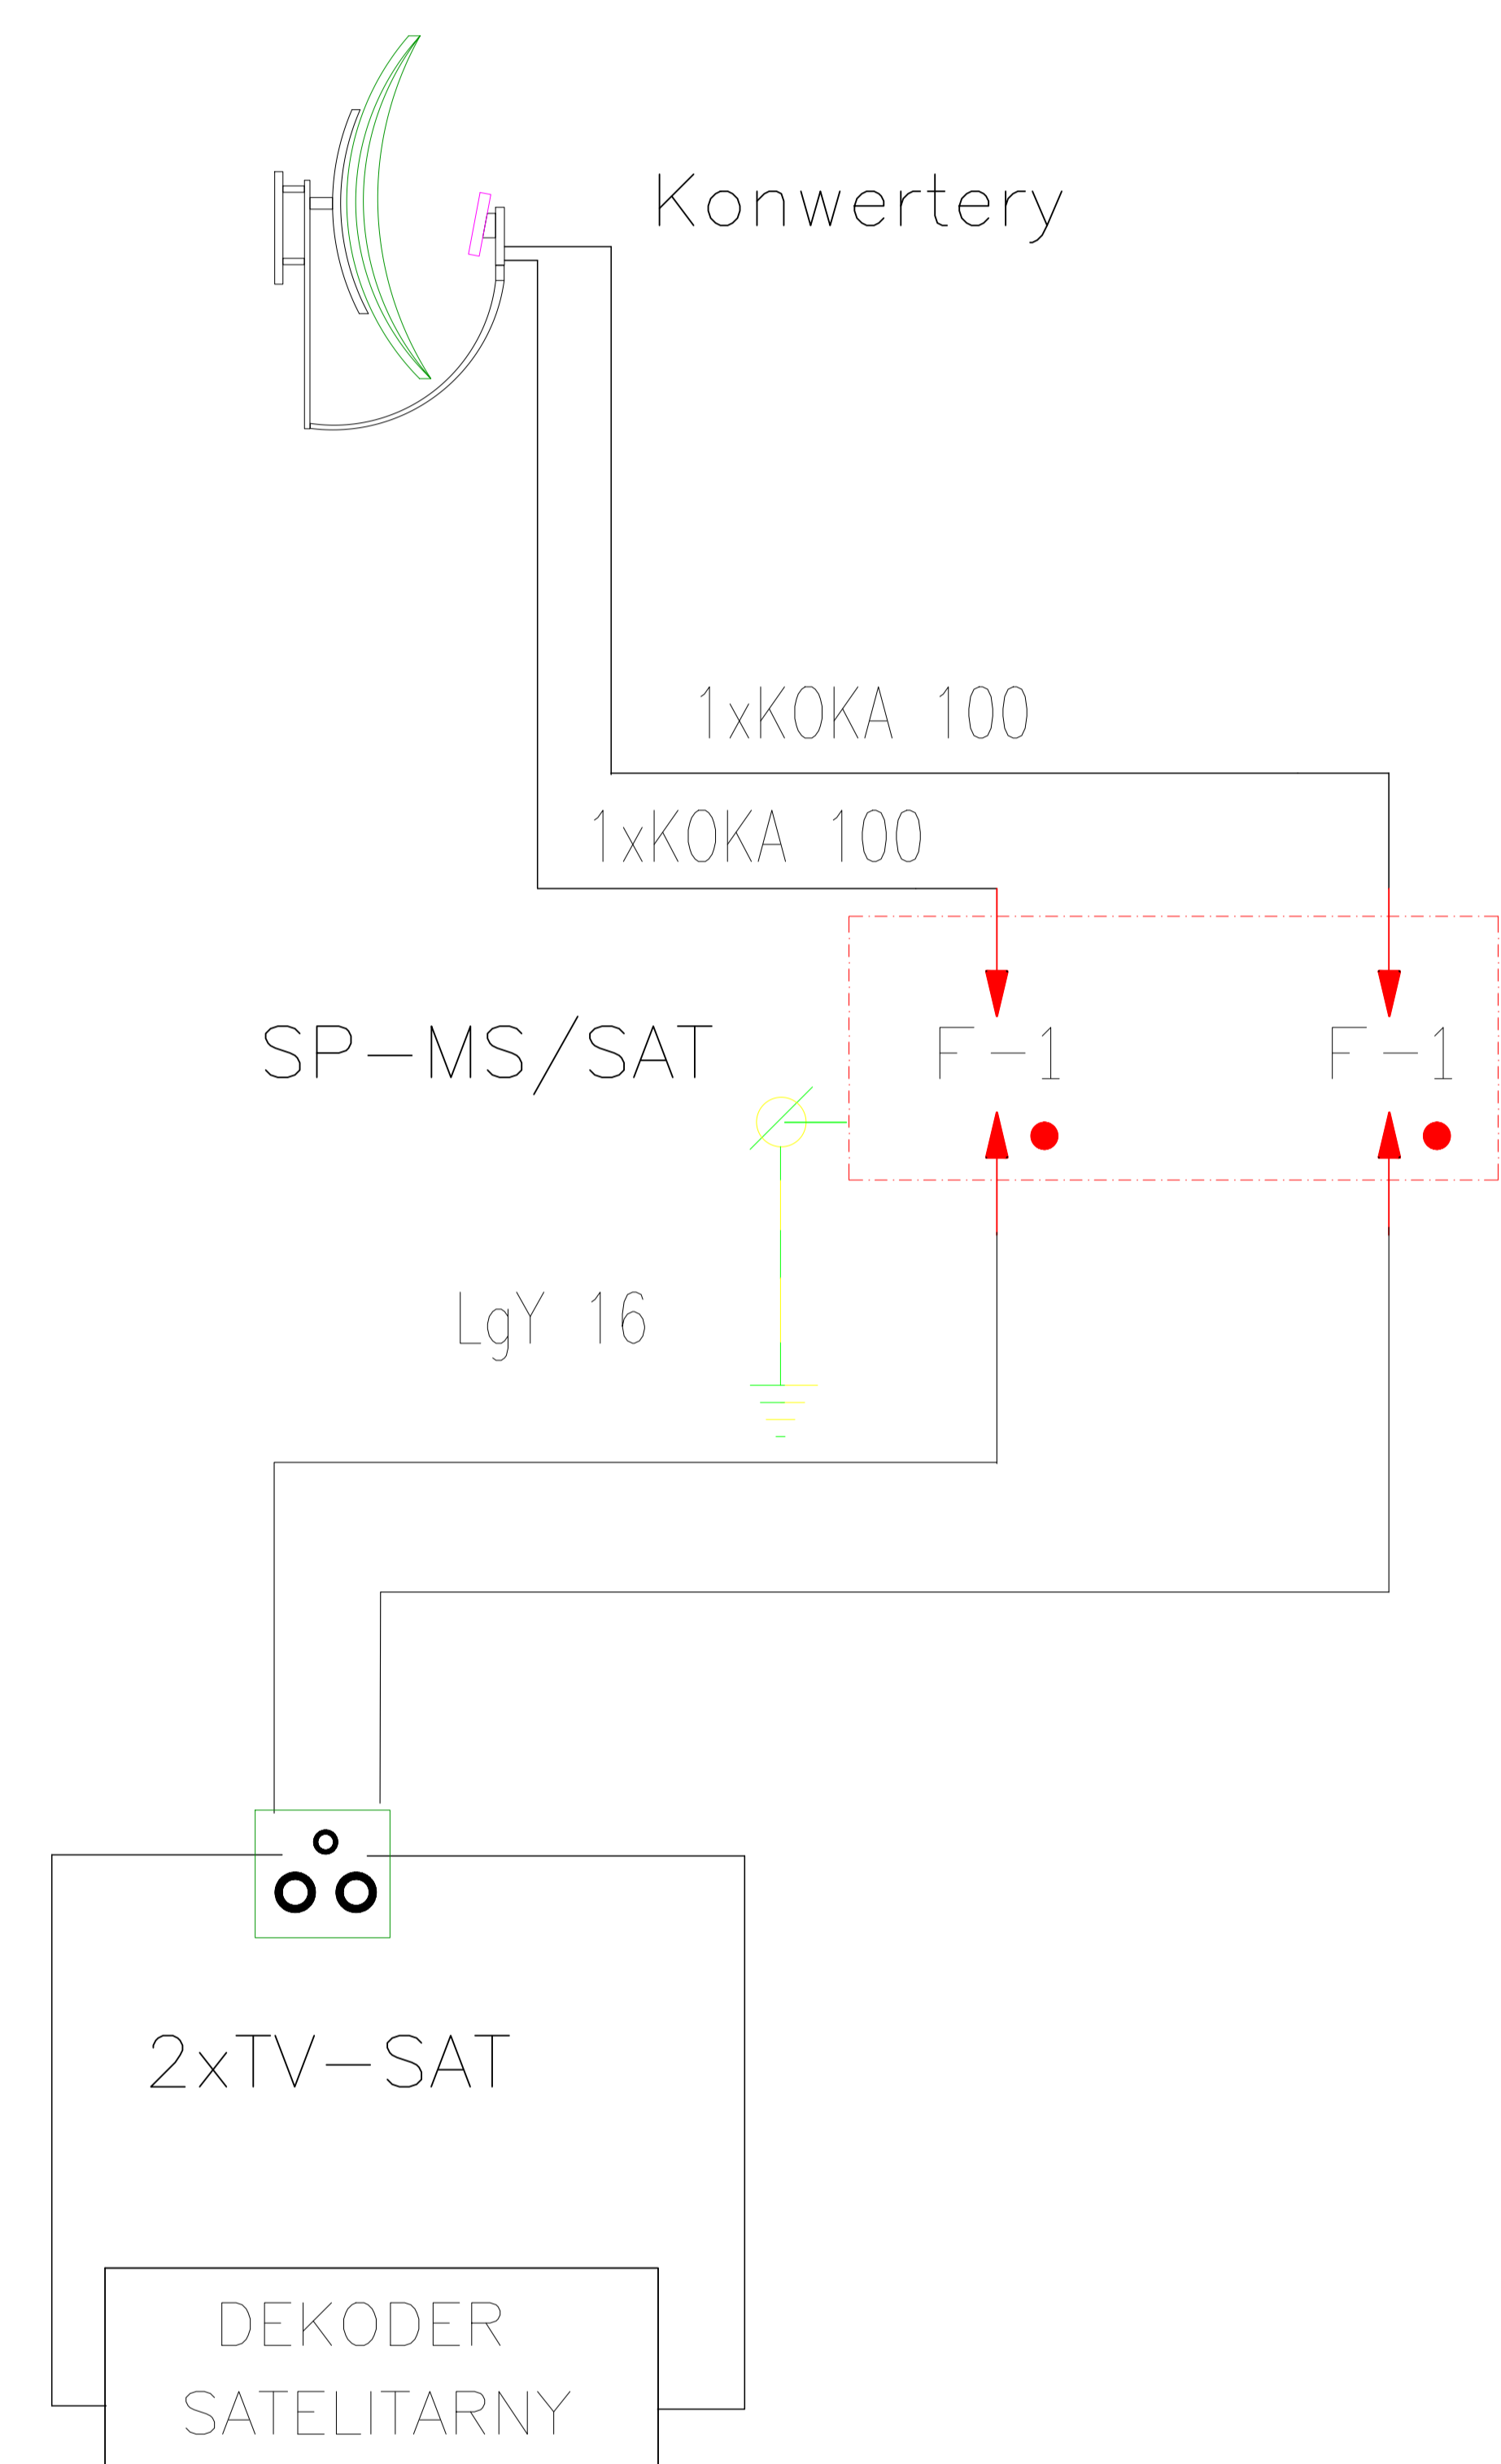 Konwertery
1xKOKA 100
1xKOKA 100
SP-MS/SAT
F-1
F-1
LgY 16
2xTV-SAT
DEKODER
SATELITARNY